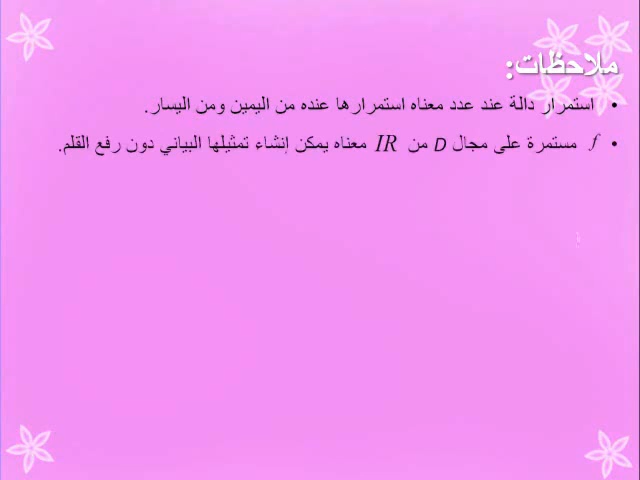 ملاحظات:
• استمرار دالة عند عدد معناه استمرارها عنده من اليمين ومن اليسار.
• f مستمرة على مجال D من IR معناه يمكن إنشاء تمثيلها البياني دون رفع القلم.